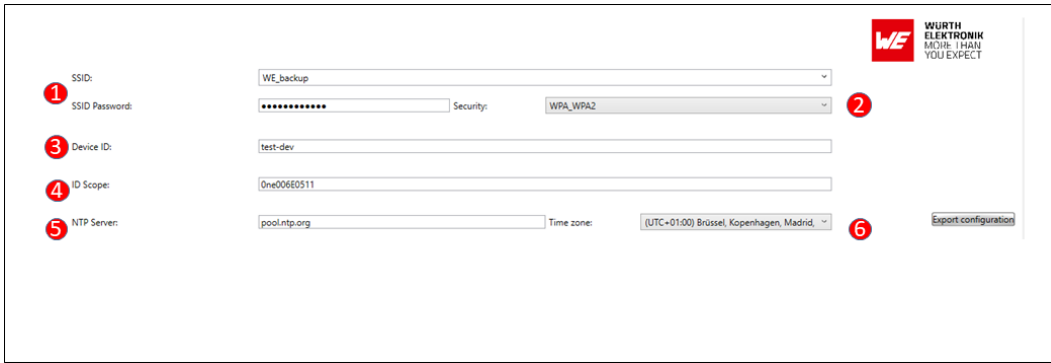 WE
WÜRTH
ELEKTRONIK
MORE THAN
YOU EXPECT
1
SSID: WE_backup
SSID Password: ●●●●●●●●●●●● Security: WPA_WPA2 2
3 Device ID: test-dev
4 ID Scope: 0ne006E0511
5 NTP Server: pool.ntp.org Time zone: (UTC+01:00) Brüssel, Kopenhagen, Madrid, 6 Export configuration